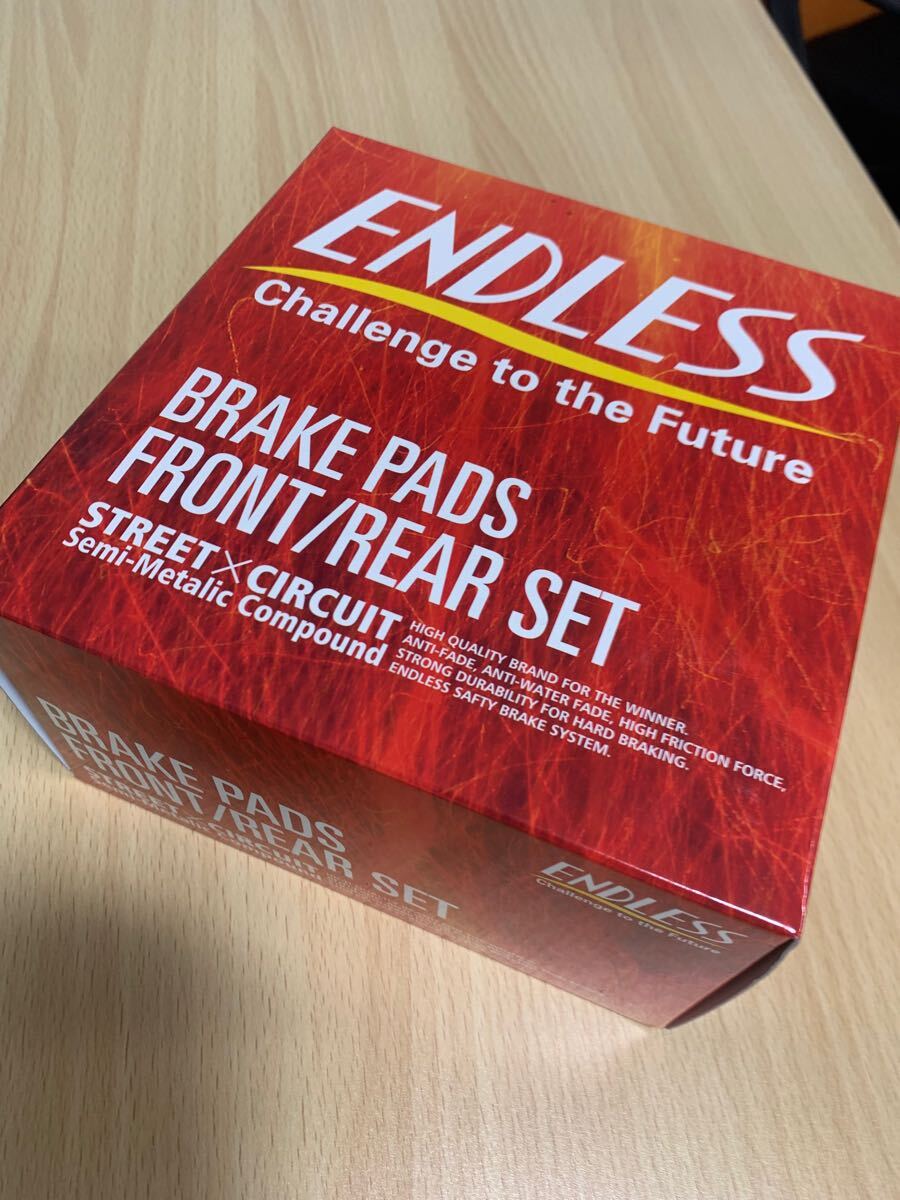 ENDLESS
Challenge to the Future
BRAKE PADS
FRONT/REAR SET
STREET×CIRCUIT
Semi-Metalic Compound
HIGH QUALITY BRAND FOR THE WINNER.
ANTI-FADE, ANTI-WATER FADE, HIGH FRICTION FORCE,
STRONG DURABILITY FOR HARD BRAKING.
ENDLESS SAFTY BRAKE SYSTEM.
BRAKE PADS
FRONT/REAR SET
STREET×CIRCUIT
ENDLESS
Challenge to the Future